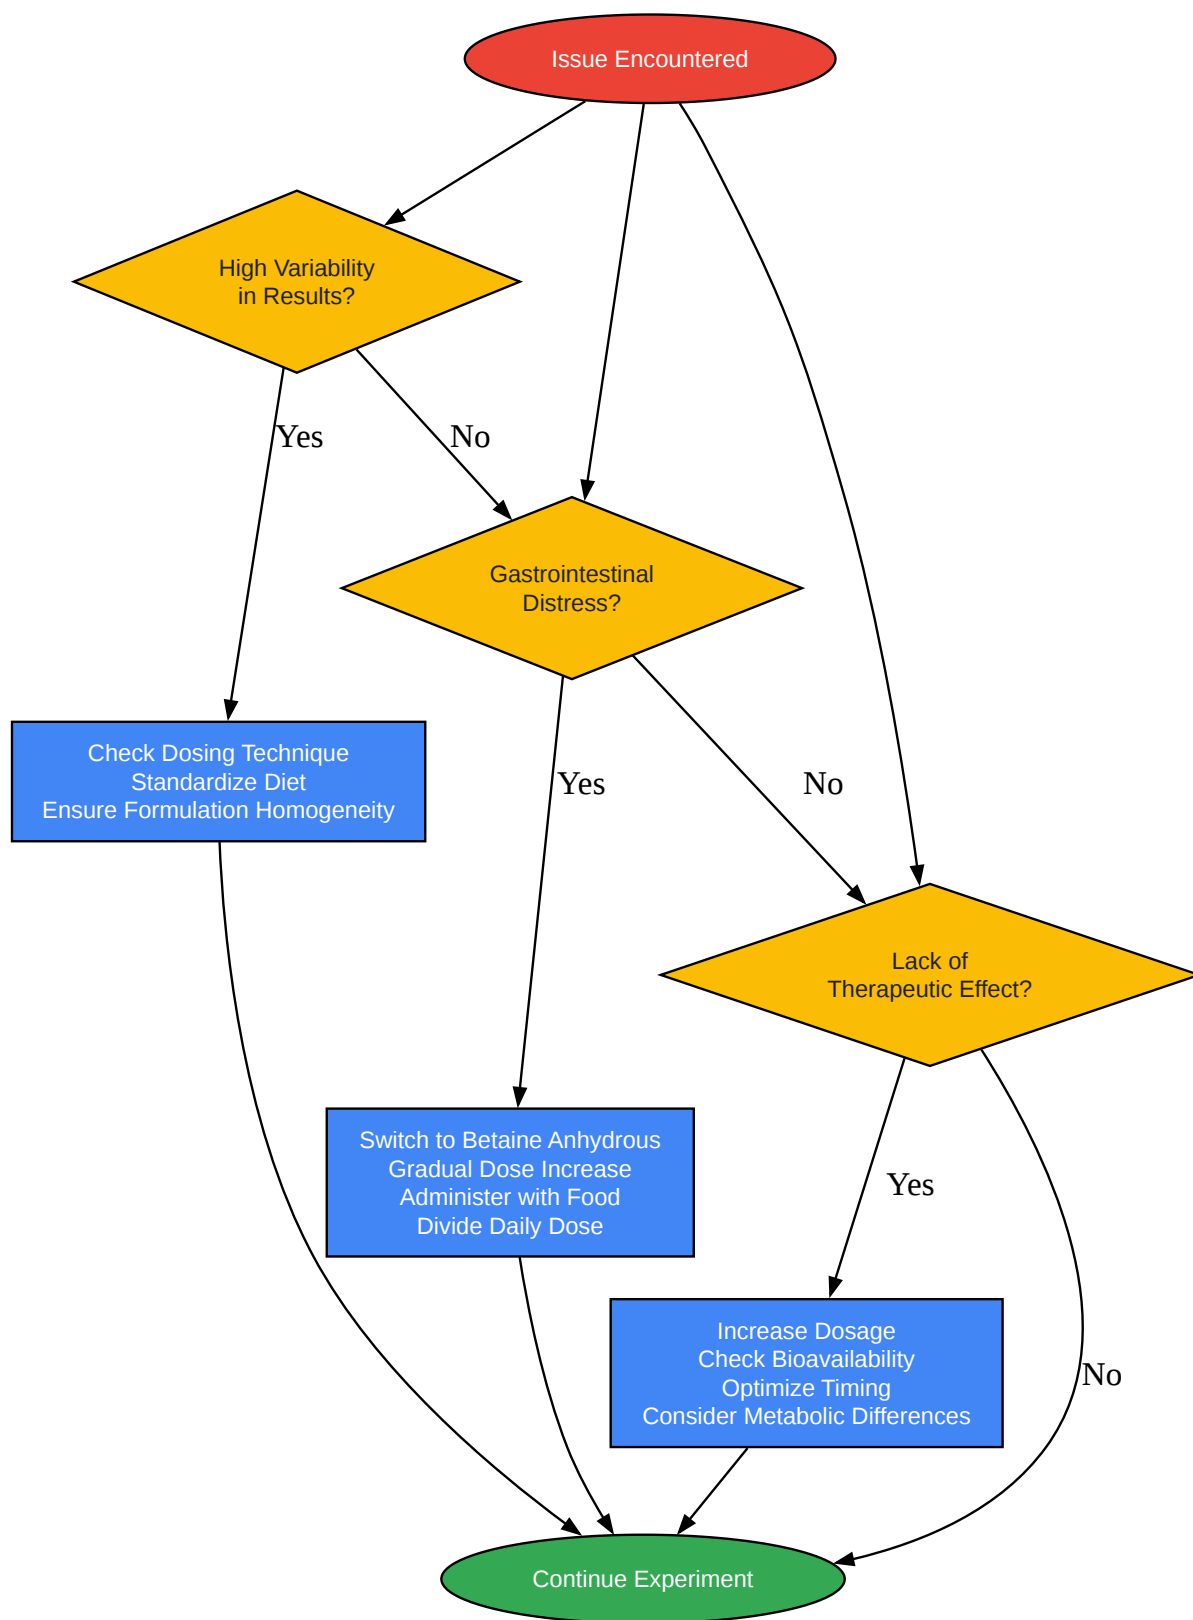 Issue Encountered
High Variability
in Results?
Yes
No
Gastrointestinal
Distress?
Check Dosing Technique
Standardize Diet
Ensure Formulation Homogeneity
Yes
No
Lack of
Therapeutic Effect?
Switch to Betaine Anhydrous
Gradual Dose Increase
Administer with Food
Divide Daily Dose
Yes
Increase Dosage
Check Bioavailability
Optimize Timing
Consider Metabolic Differences
No
Continue Experiment